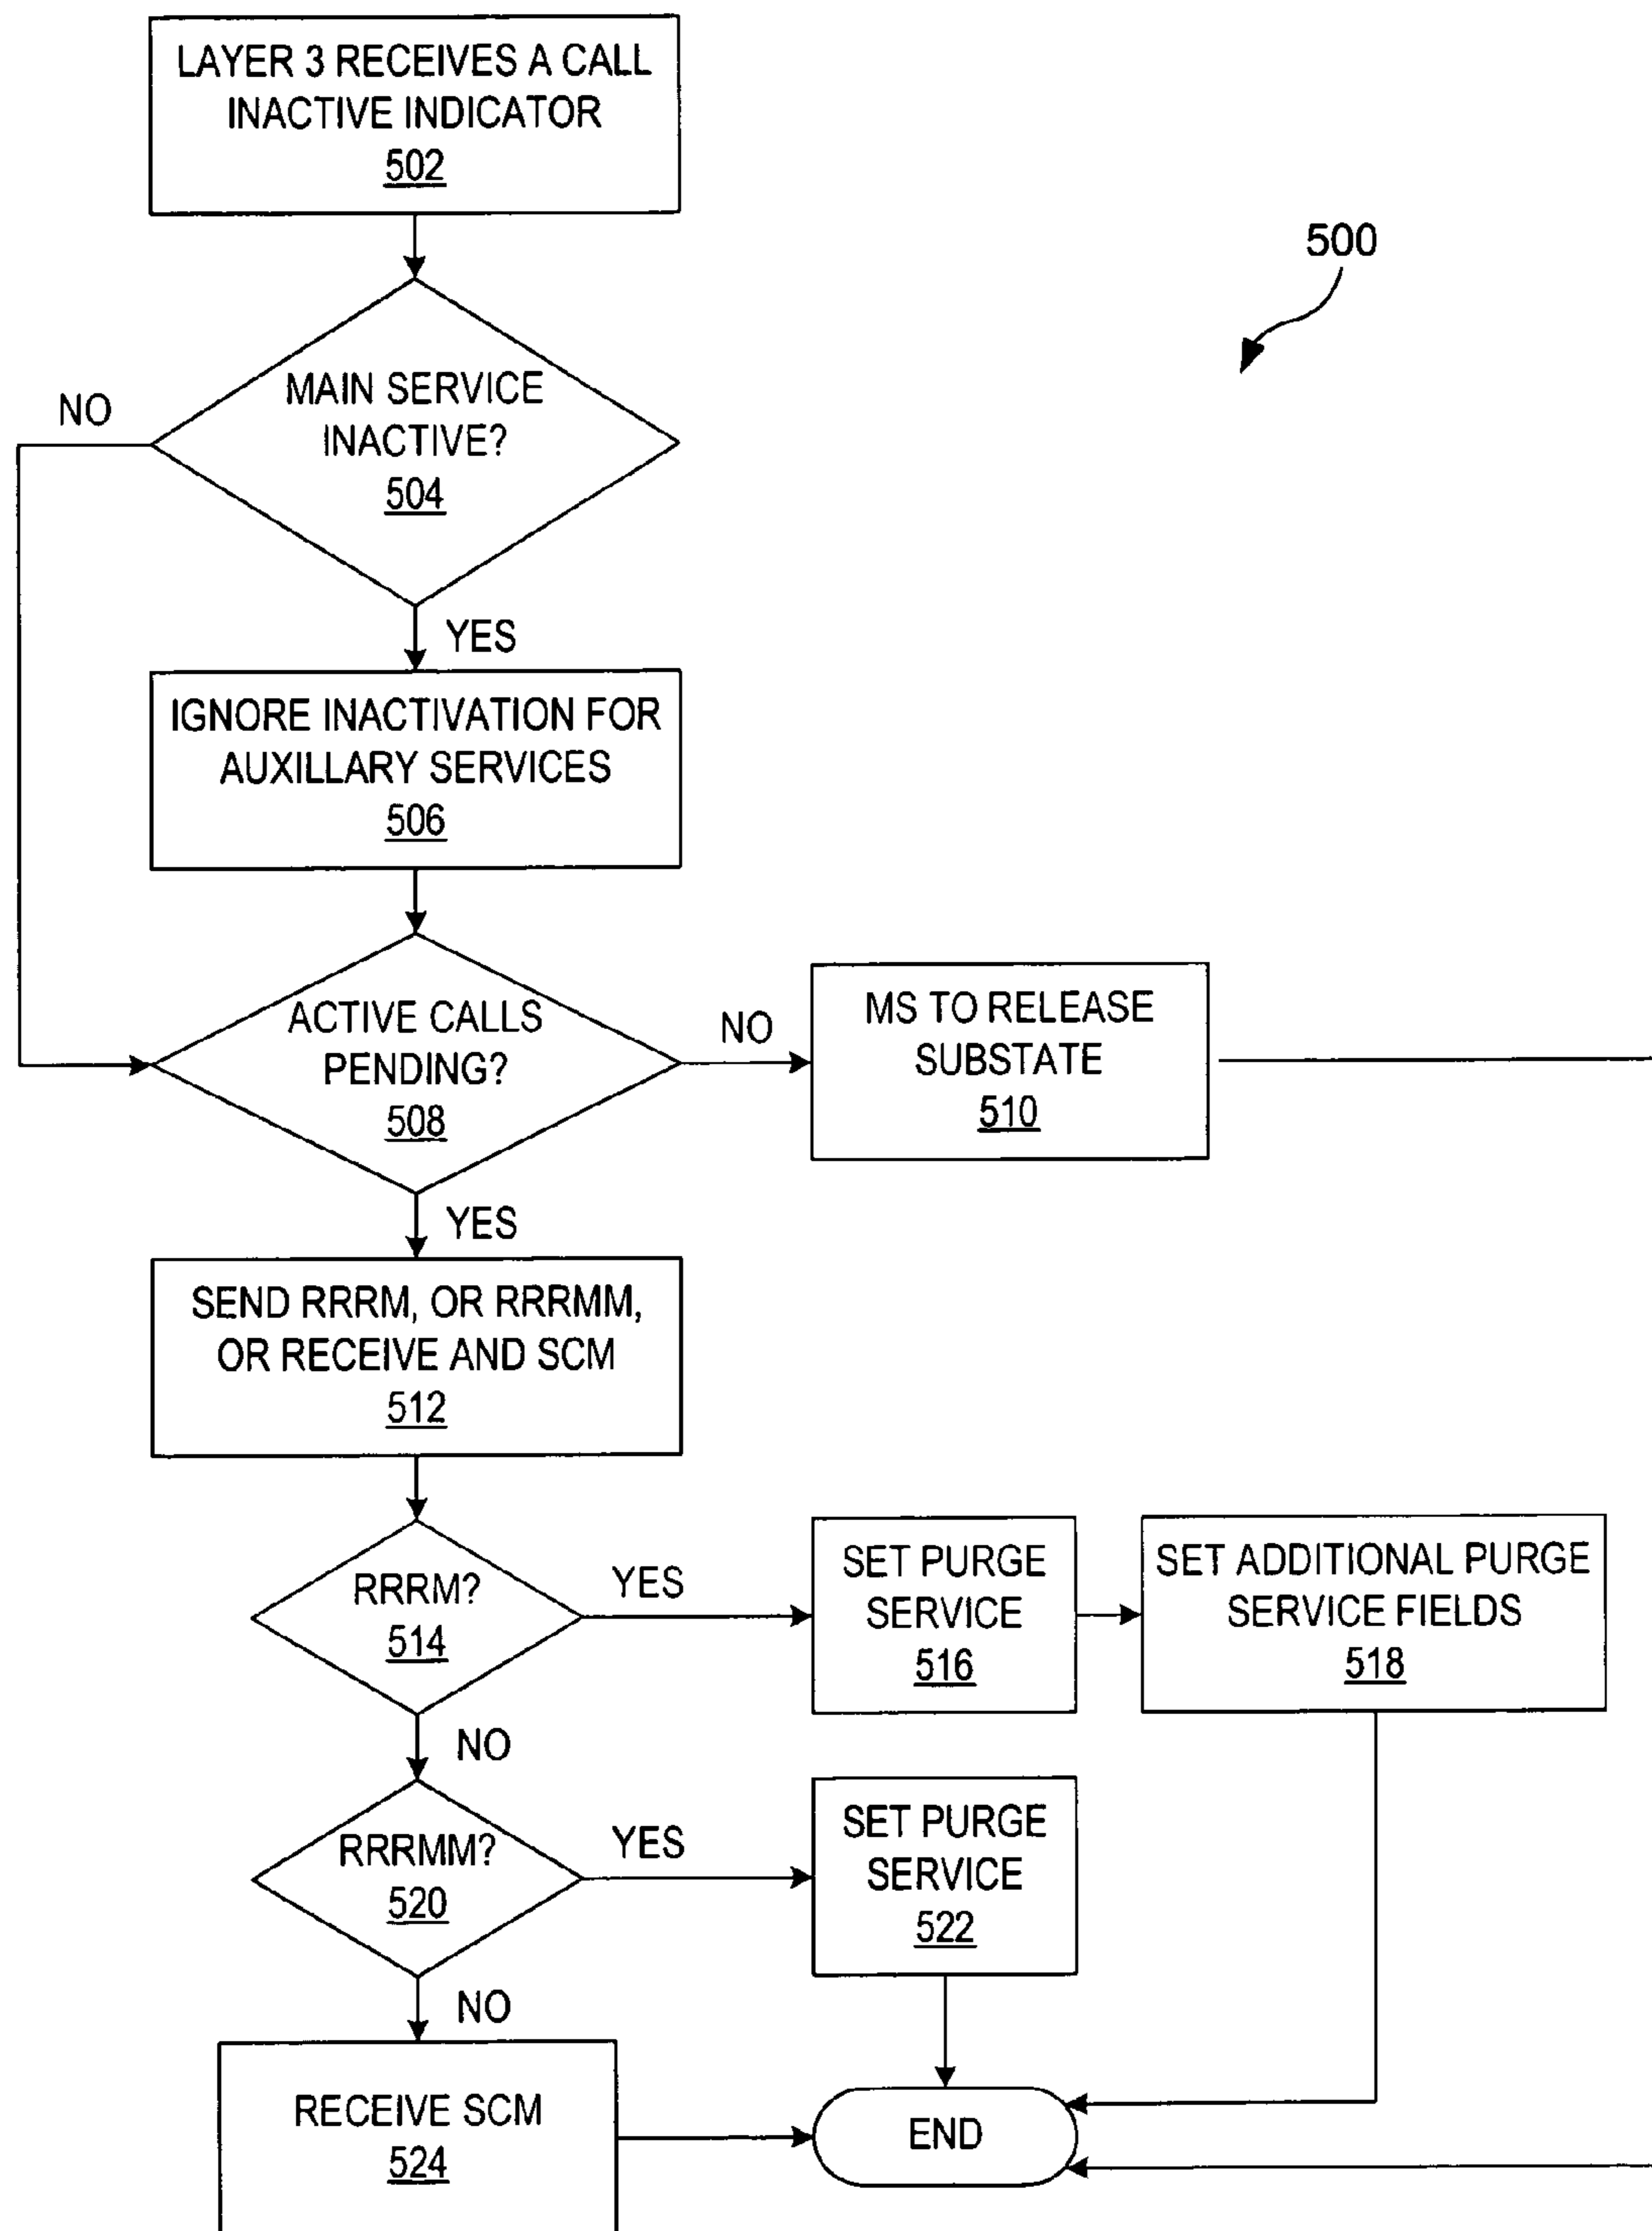 LAYER 3 RECEIVES A CALL
INACTIVE INDICATOR
502
500
MAIN SERVICE
INACTIVE?
504
NO
YES
IGNORE INACTIVATION FOR
AUXILLARY SERVICES
506
ACTIVE CALLS
PENDING?
508
NO
MS TO RELEASE
SUBSTATE
510
YES
SEND RRRM, OR RRRMM,
OR RECEIVE AND SCM
512
RRRM?
514
YES
SET PURGE
SERVICE
516
SET ADDITIONAL PURGE
SERVICE FIELDS
518
NO
RRRMM?
520
YES
SET PURGE
SERVICE
522
NO
RECEIVE SCM
524
END